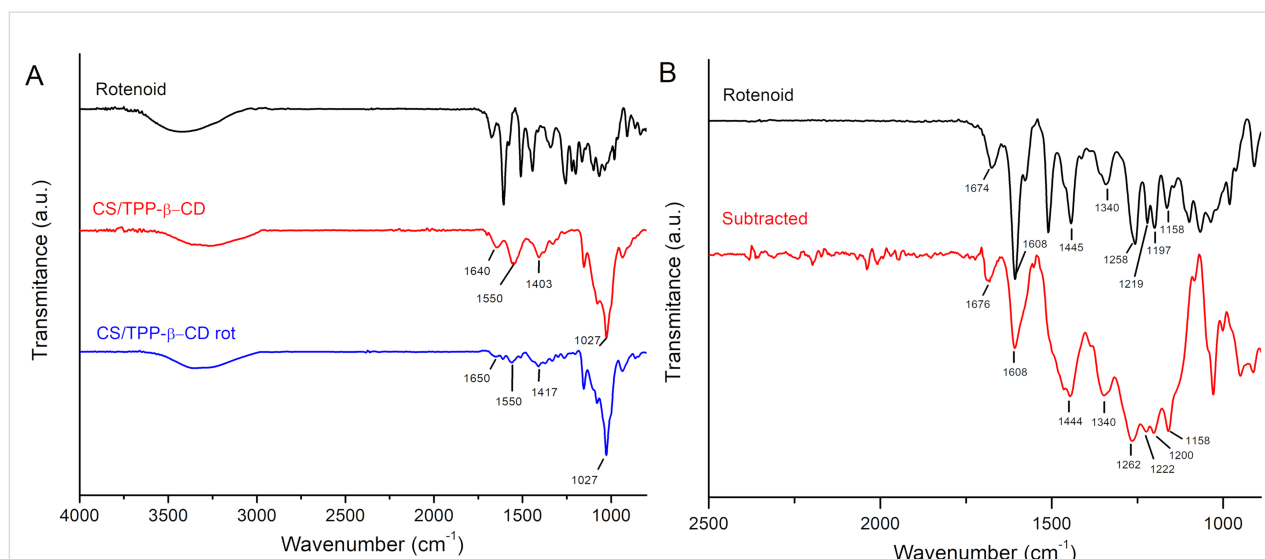 A
Rotenoid
CS/TPP-β–CD
1640
1550
1403
1027
CS/TPP-β–CD rot
1650
1550
1417
1027
Transmitance (a.u.)
4000 3500 3000 2500 2000 1500 1000
Wavenumber (cm⁻¹)
B
Rotenoid
1674
1608
1445
1340
1258
1219
1197
1158
Subtracted
1676
1608
1444
1340
1262
1222
1200
1158
Transmitance (a.u.)
2500 2000 1500 1000
Wavenumber (cm⁻¹)